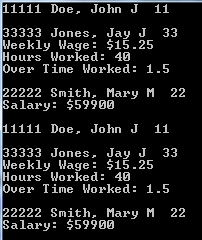 11111 Doe, John J  11
33333 Jones, Jay J  33
Weekly Wage: $15.25
Hours Worked: 40
Over Time Worked: 1.5
22222 Smith, Mary M  22
Salary: $59900
11111 Doe, John J  11
33333 Jones, Jay J  33
Weekly Wage: $15.25
Hours Worked: 40
Over Time Worked: 1.5
22222 Smith, Mary M  22
Salary: $59900